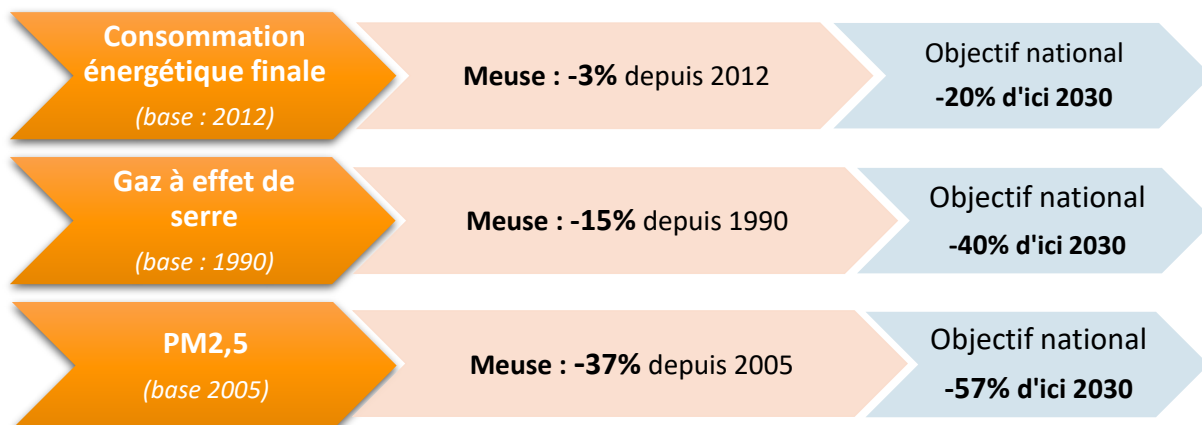 Consommation
énergétique finale
(base : 2012)
Meuse : -3% depuis 2012
Objectif national
-20% d'ici 2030
Gaz à effet de
serre
(base : 1990)
Meuse : -15% depuis 1990
Objectif national
-40% d'ici 2030
PM2,5
(base 2005)
Meuse : -37% depuis 2005
Objectif national
-57% d'ici 2030